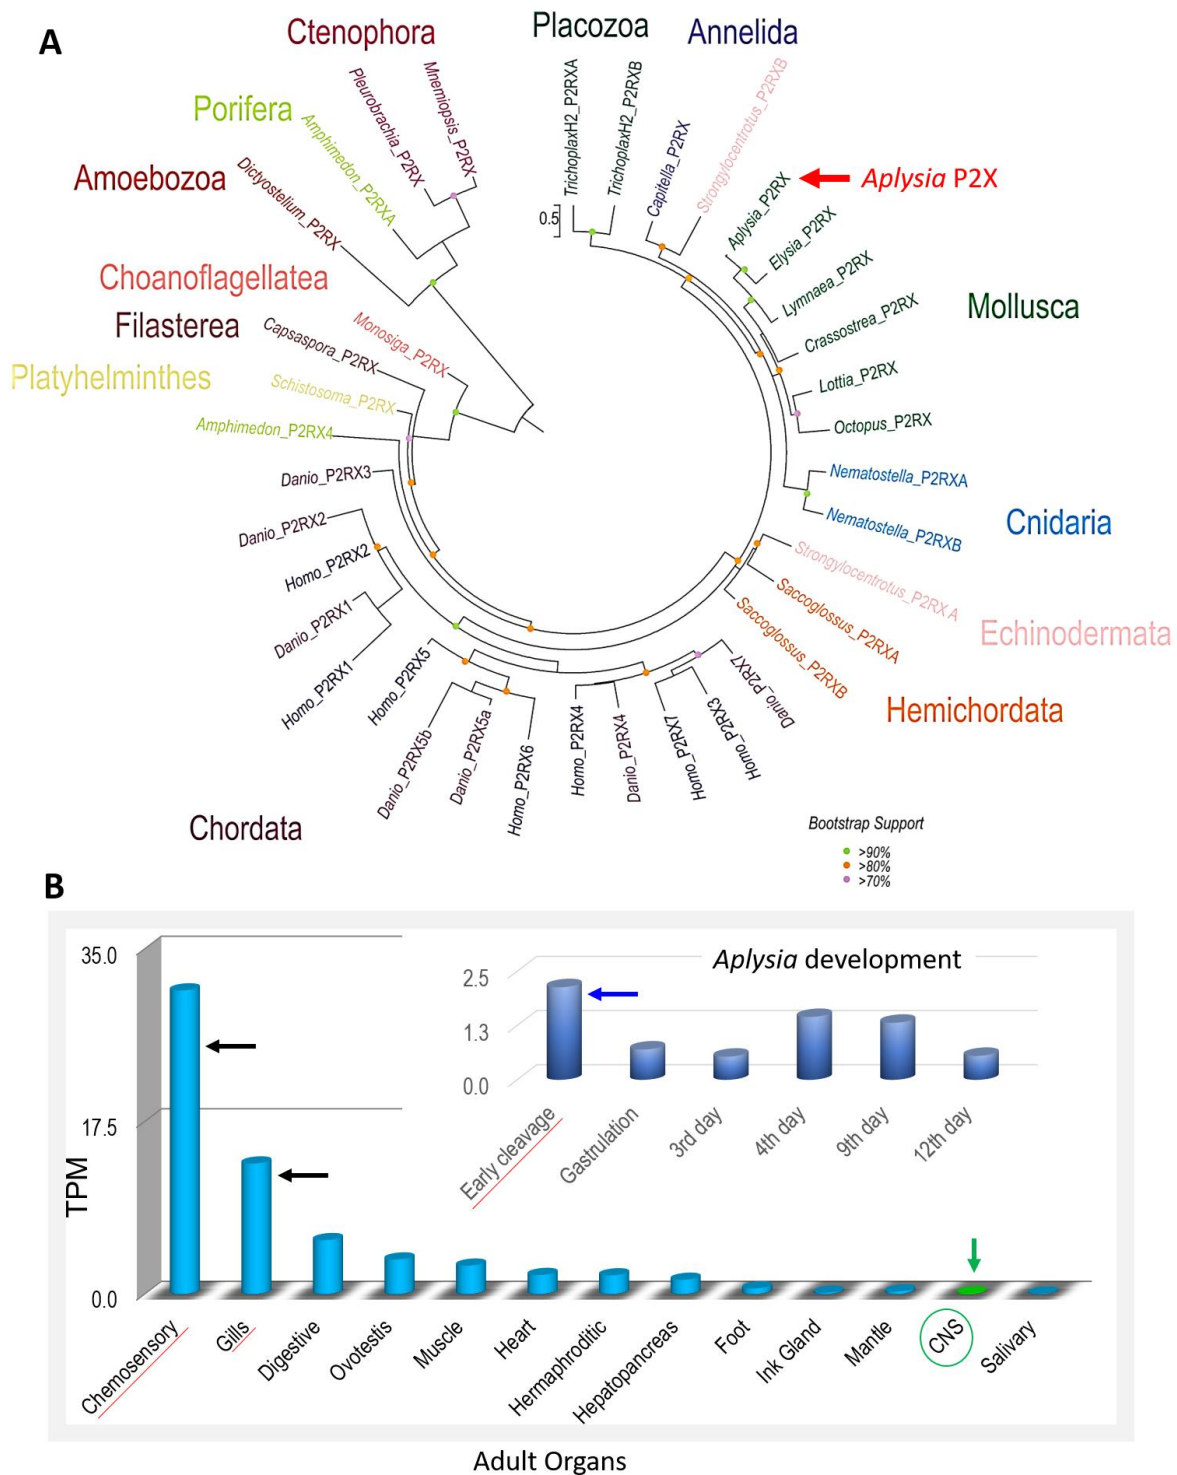 A
Ctenophora
Placozoa
Annelida
Porifera
Amoebozoa
Choanoflagellatea
Filasterea
Platyhelminthes
Mnemiopsis_P2RX
Pleurobrachia_P2RX
Amphimedon_P2RXA
Dictyostelium_P2RX
Monosiga_P2RX
Capsaspora_P2RX
Schistosoma_P2RX
Amphimedon_P2RX4
Danio_P2RX3
Danio_P2RX2
Homo_P2RX2
Danio_P2RX1
Homo_P2RX1
Homo_P2RX5
Danio_P2RX5b
Danio_P2RX5a
Homo_P2RX6
Homo_P2RX4
Danio_P2RX4
Homo_P2RX7
Homo_P2RX3
Danio_P2RX7
Saccoglossus_P2RXB
Saccoglossus_P2RXA
Strongylocentrotus_P2RX A
Nematostella_P2RXB
Nematostella_P2RXA
Octopus_P2RX
Lottia_P2RX
Crassostrea_P2RX
Lymnaea_P2RX
Elysia_P2RX
Aplysia_P2RX
Strongylocentrotus_P2RXB
Capitella_P2RX
TrichoplaxH2_P2RXB
TrichoplaxH2_P2RXA
0.5
Aplysia P2X
Mollusca
Cnidaria
Echinodermata
Hemichordata
Chordata
Bootstrap Support
>90%
>80%
>70%
B
35.0
17.5
0.0
TPM
Aplysia development
2.5
1.3
0.0
Early cleavage
Gastrulation
3rd day
4th day
9th day
12th day
Chemosensory
Gills
Digestive
Ovotestis
Muscle
Heart
Hermaphroditic
Hepatopancreas
Foot
Ink Gland
Mantle
CNS
Salivary
Adult Organs